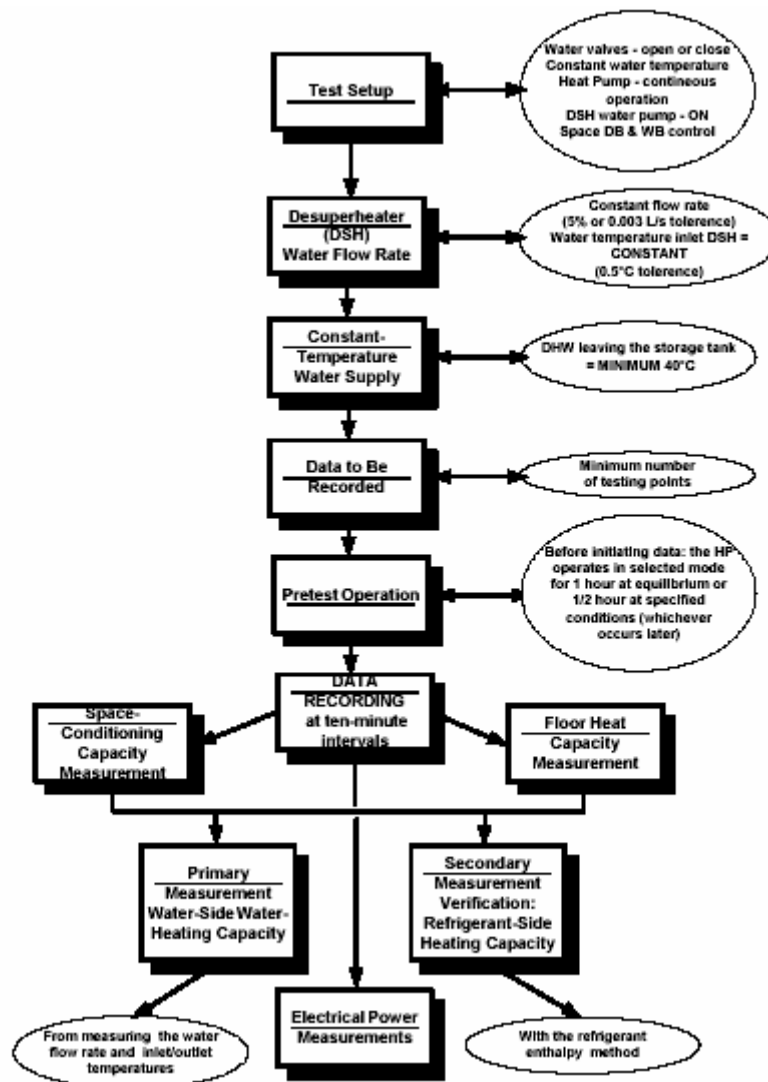 Test Setup
Water valves - open or close
Constant water temperature
Heat Pump - contineous
operation
DSH water pump - ON
Space DB & WB control
Desuperheater
(DSH)
Water Flow Rate
Constant flow rate
(5% or 0.003 L/s tolerence)
Water temperature inlet DSH =
CONSTANT
(0.5°C tolerence)
Constant-
Temperature
Water Supply
DHW leaving the storage tank
= MINIMUM 40°C
Data to Be
Recorded
Minimum number
of testing points
Pretest Operation
Before initiating data: the HP
operates in selected mode
for 1 hour at equilibrium or
1/2 hour at specified
conditions (whichever
occurs later)
DATA
RECORDING
at ten-minute
intervals
Space-
Conditioning
Capacity
Measurement
Floor Heat
Capacity
Measurement
Primary
Measurement
Water-Side Water-
Heating Capacity
Secondary
Measurement
Verification:
Refrigerant-Side
Heating Capacity
From measuring the water
flow rate and inlet/outlet
temperatures
Electrical Power
Measurements
With the refrigerant
enthalpy method